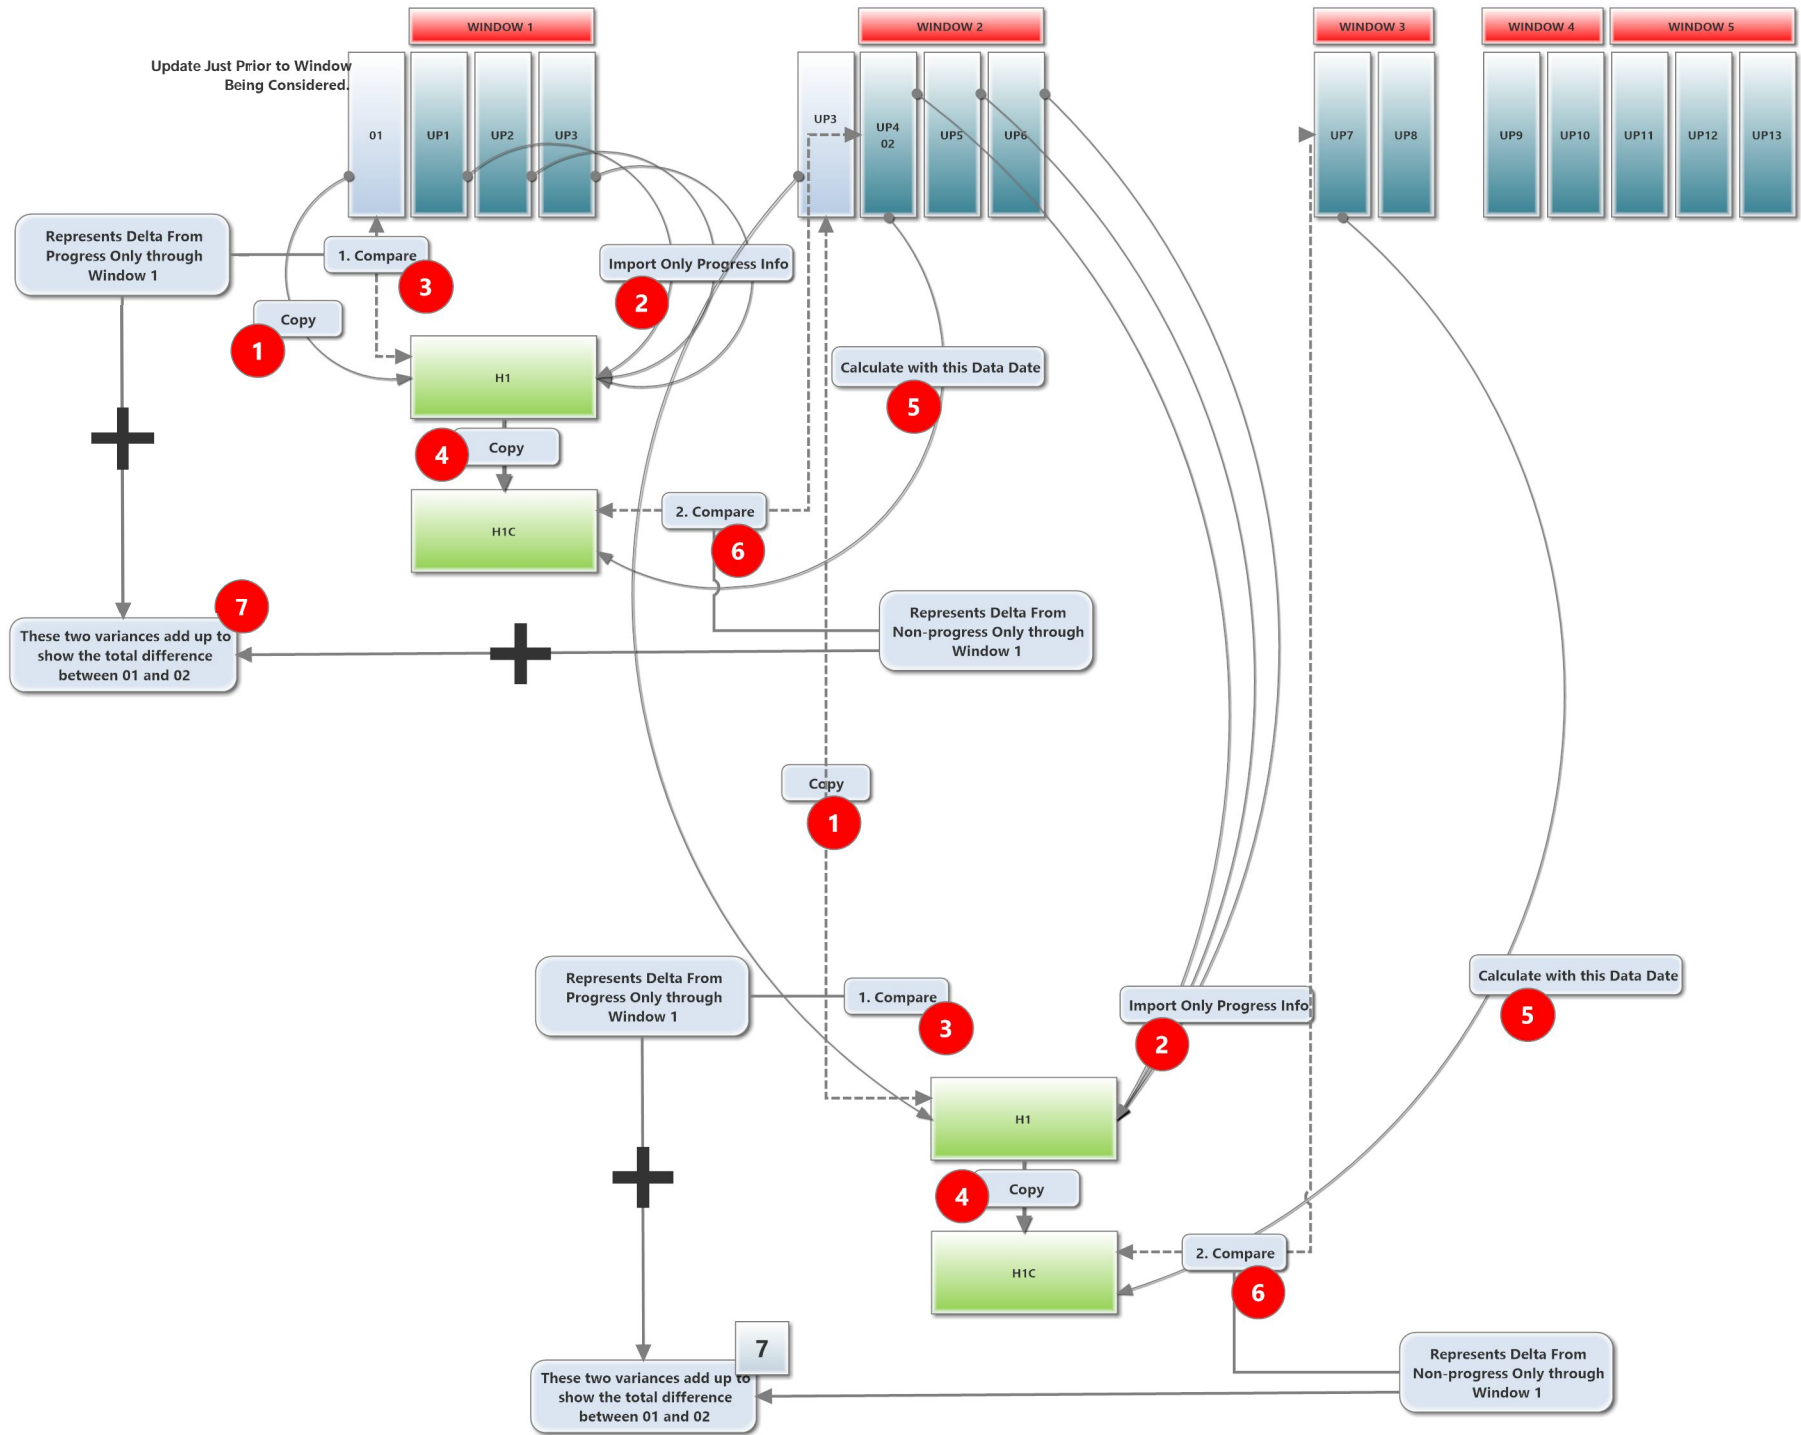 WINDOW 1
WINDOW 2
WINDOW 3
WINDOW 4
WINDOW 5
Update Just Prior to Window
Being Considered.
01
UP1
UP2
UP3
UP3
UP4
02
UP5
UP6
UP7
UP8
UP9
UP10
UP11
UP12
UP13
Represents Delta From
Progress Only through
Window 1
1. Compare
3
Import Only Progress Info
2
Copy
1
H1
Calculate with this Data Date
5
4
Copy
H1C
2. Compare
6
7
These two variances add up to
show the total difference
between 01 and 02
Represents Delta From
Non-progress Only through
Window 1
Copy
1
Represents Delta From
Progress Only through
Window 1
1. Compare
3
Import Only Progress Info
2
Calculate with this Data Date
5
H1
4
Copy
H1C
2. Compare
6
7
These two variances add up to
show the total difference
between 01 and 02
Represents Delta From
Non-progress Only through
Window 1